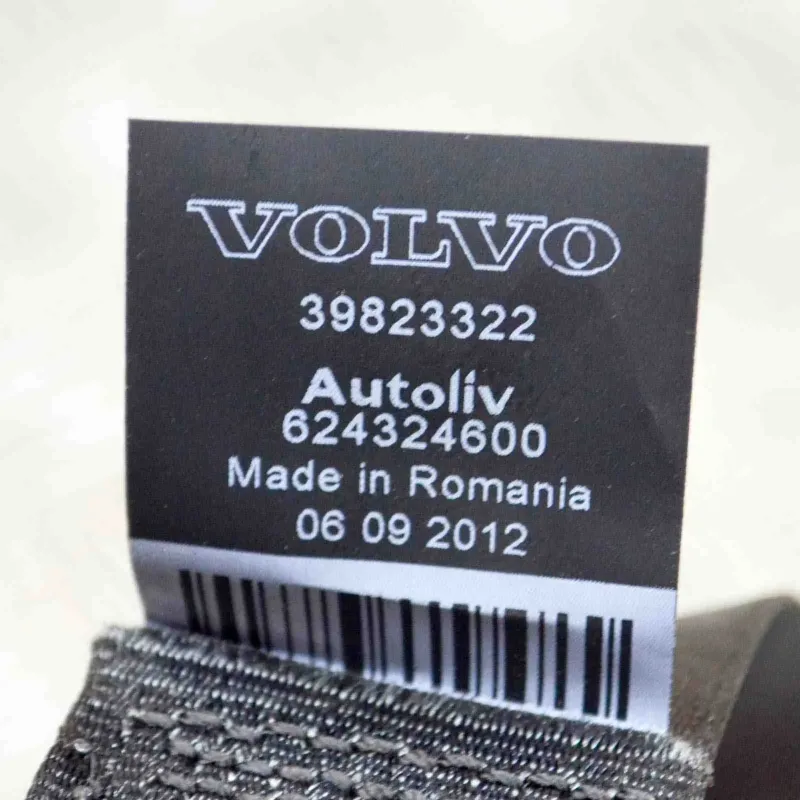 VOLVO
39823322
Autoliv
624324600
Made in Romania
06 09 2012